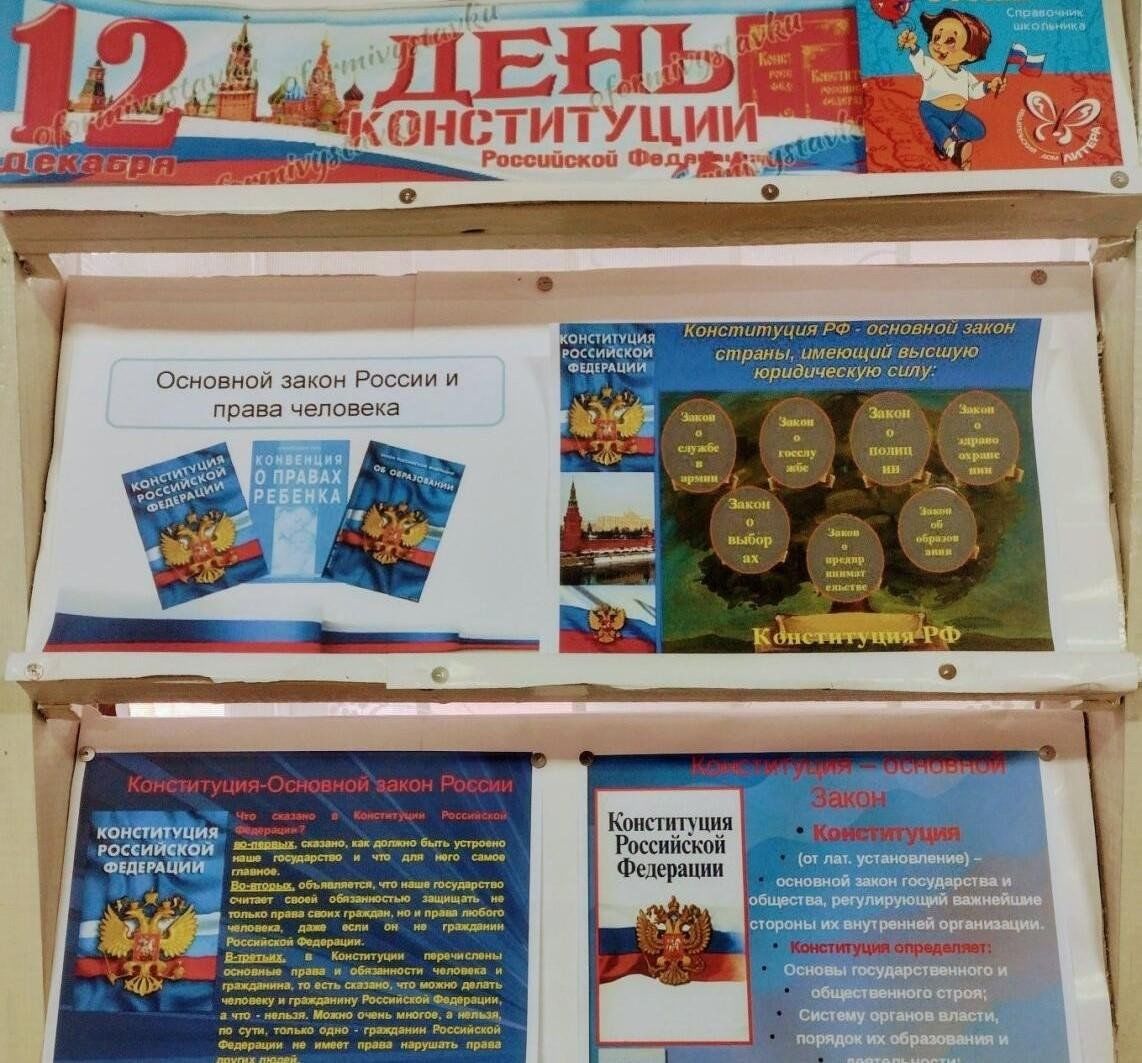 12
декабря
ДЕНЬ
КОНСТИТУЦИИ
Российской
oformivystavku
oformivystavku
oformivystavku
Справочник
школьника
ИЗДАТЕЛЬСКИЙ ДОМ
ЛИТЕРА
Основной закон России и
права человека
КОНСТИТУЦИЯ
РОССИЙСКОЙ
ФЕДЕРАЦИИ
КОНВЕНЦИЯ
О ПРАВАХ
РЕБЕНКА
ОБ ОБРАЗОВАНИИ
КОНСТИТУЦИЯ
РОССИЙСКОЙ
ФЕДЕРАЦИИ
Конституция РФ - основной закон
страны, имеющий высшую
юридическую силу:
Закон
о
службе
в
армии
Закон
о
госслу
жбе
Закон
о
полиц
ии
Закон
о
здраво
охране
нии
Закон
о
выбор
ах
Закон
о
предпр
инимат
ельстве
Закон
об
образов
ании
Конституция РФ
Конституция-Основной закон России
КОНСТИТУЦИЯ
РОССИЙСКОЙ
ФЕДЕРАЦИИ
Что сказано в Конституции Российской
Федерации?
во-первых, сказано, как должно быть устроено
наше государство и что для него самое
главное.
Во-вторых, объявляется, что наше государство
считает своей обязанностью защищать не
только права своих граждан, но и права любого
человека, даже если он не гражданин
Российской Федерации.
В-третьих, в Конституции перечислены
основные права и обязанности человека и
гражданина, то есть сказано, что можно делать
человеку и гражданину Российской Федерации,
а что - нельзя. Можно очень многое, а нельзя,
по сути, только одно - гражданин Российской
Федерации не имеет права нарушать права
других людей.
Конституция – основной
Закон
Конституция
Российской
Федерации
• Конституция
• (от лат. установление) –
• основной закон государства и
общества, регулирующий важнейшие
стороны их внутренней организации.
• Конституция определяет:
• Основы государственного и
• общественного строя;
• Систему органов власти,
• порядок их образования и
• деятельности;